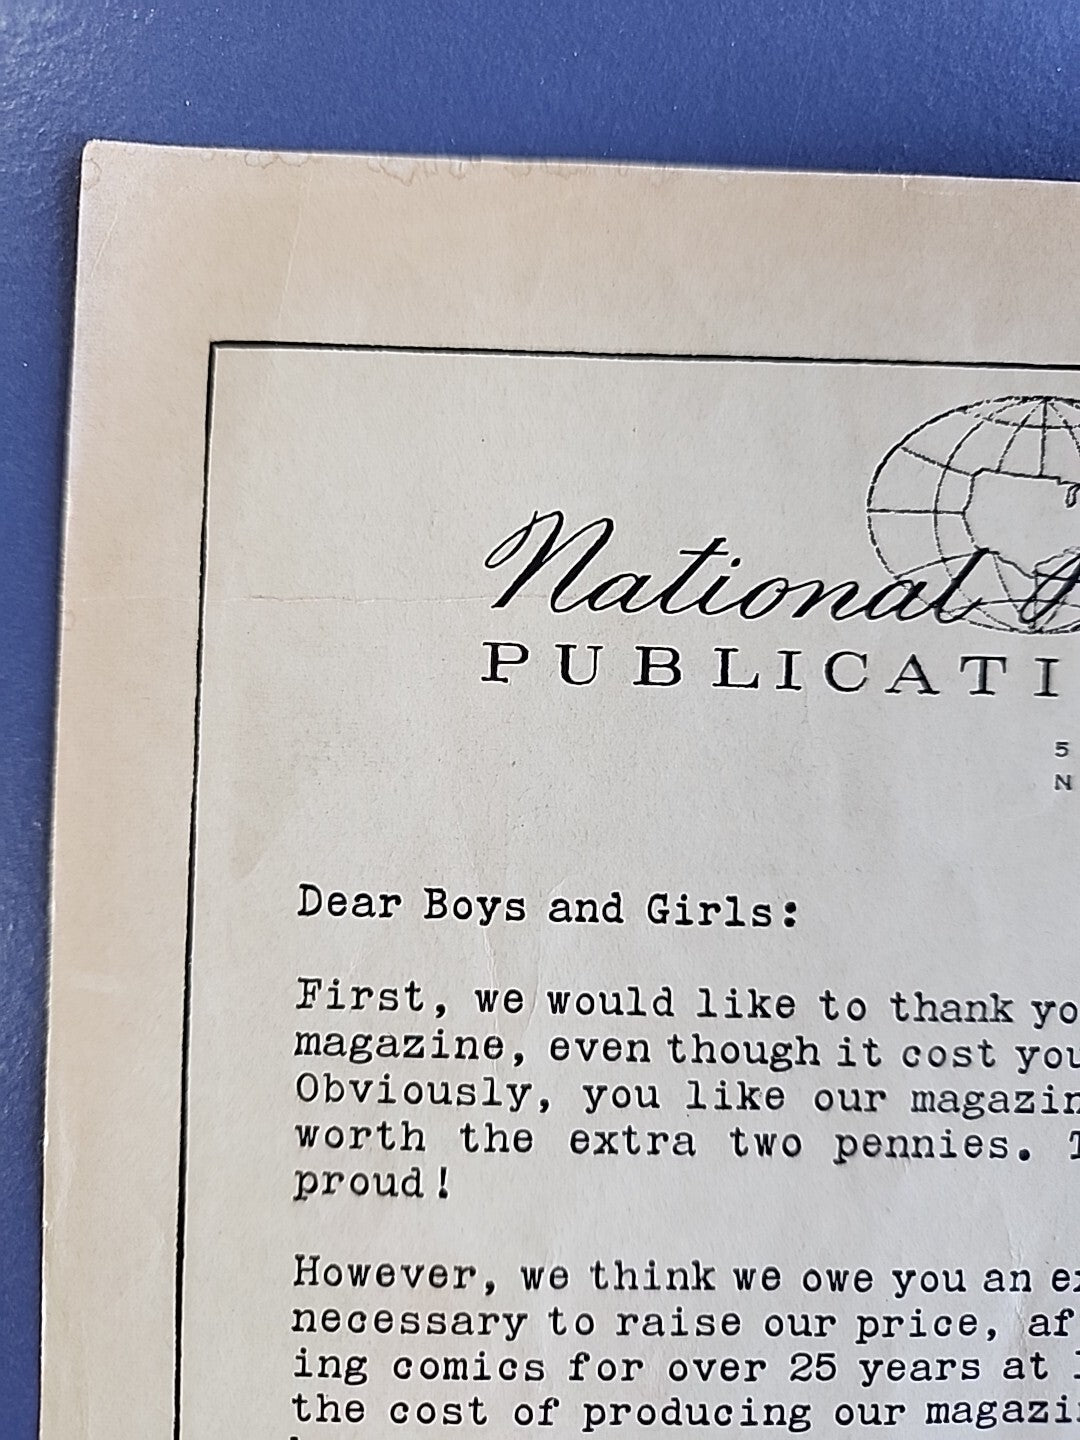 National
PUBLICATI
5
N
Dear Boys and Girls:
First, we would like to thank yo
magazine, even though it cost you
Obviously, you like our magazin
worth the extra two pennies. T
proud!
However, we think we owe you an ex
necessary to raise our price, af
ing comics for over 25 years at
the cost of producing our magazi